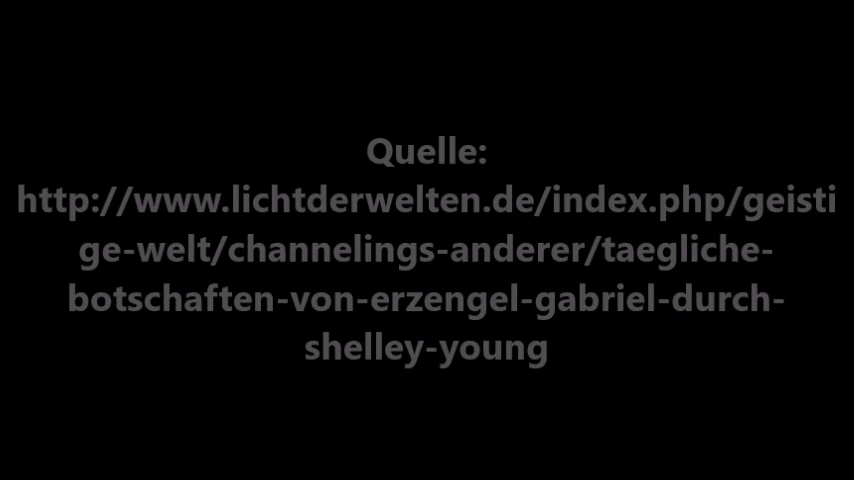 Quelle:
http://www.lichtderwelten.de/index.php/geisti
ge-welt/channelings-anderer/taegliche-
botschaften-von-erzengel-gabriel-durch-
shelley-young